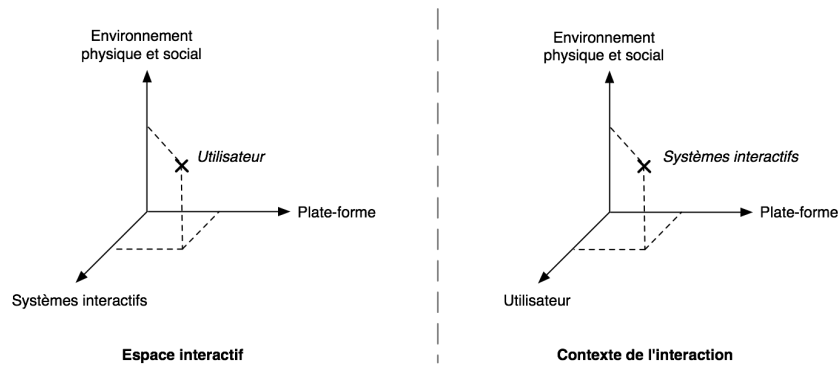 Environnement
physique et social
Utilisateur
Plate-forme
Systèmes interactifs
Espace interactif
Environnement
physique et social
Systèmes interactifs
Plate-forme
Utilisateur
Contexte de l'interaction